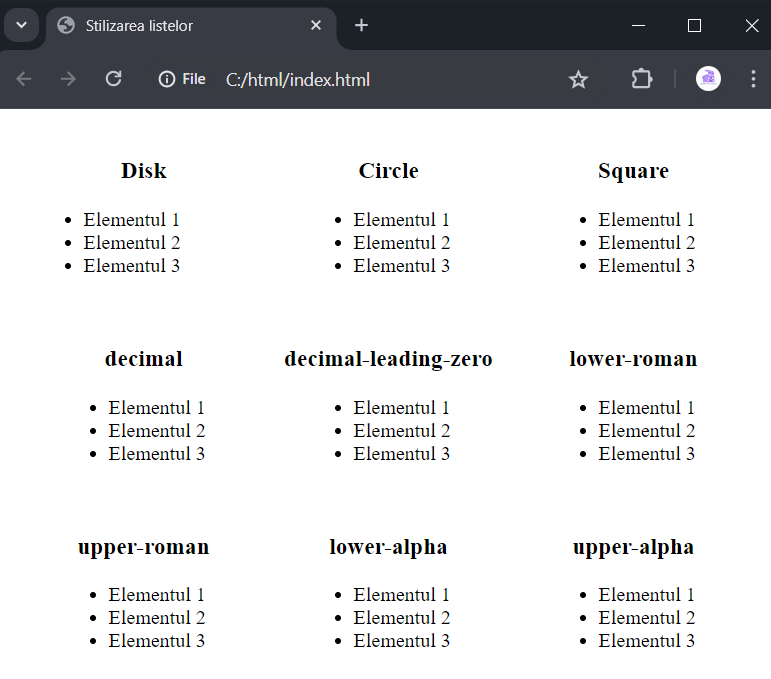 Stilizarea listelor
File C:/html/index.html
Disk Circle Square
• Elementul 1 • Elementul 1 • Elementul 1
• Elementul 2 • Elementul 2 • Elementul 2
• Elementul 3 • Elementul 3 • Elementul 3
decimal decimal-leading-zero lower-roman
• Elementul 1 • Elementul 1 • Elementul 1
• Elementul 2 • Elementul 2 • Elementul 2
• Elementul 3 • Elementul 3 • Elementul 3
upper-roman lower-alpha upper-alpha
• Elementul 1 • Elementul 1 • Elementul 1
• Elementul 2 • Elementul 2 • Elementul 2
• Elementul 3 • Elementul 3 • Elementul 3